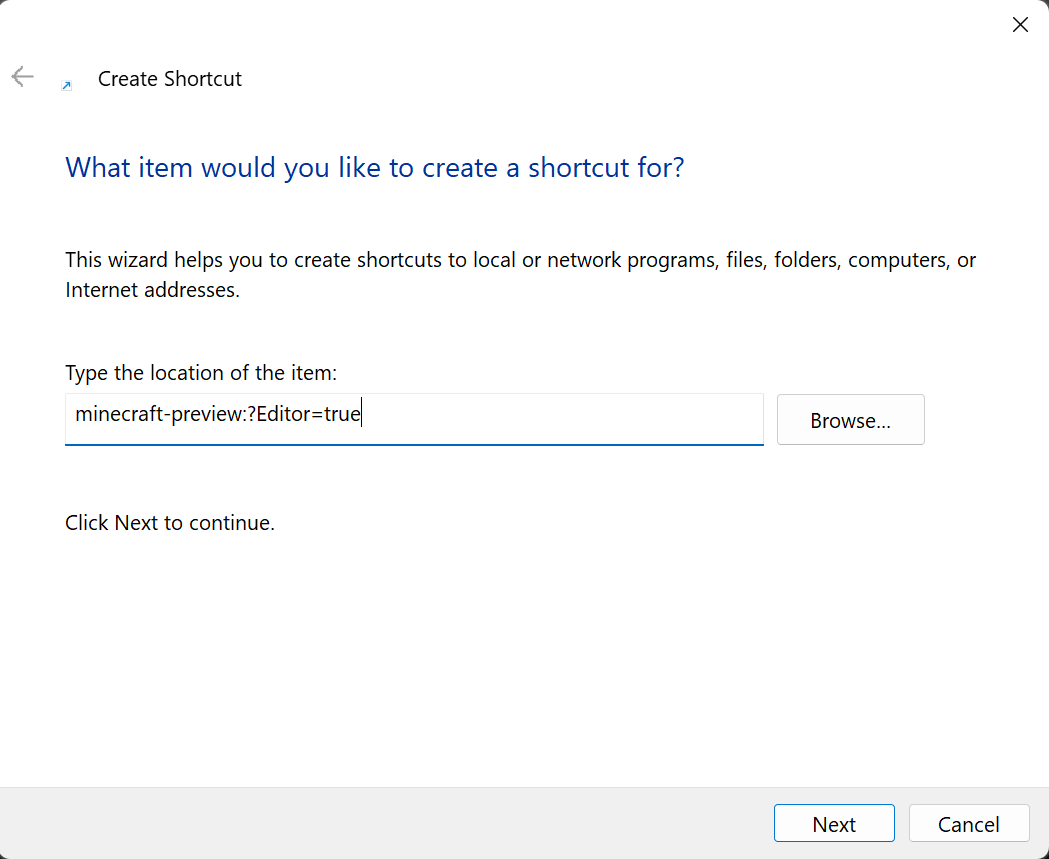 Create Shortcut
What item would you like to create a shortcut for?
This wizard helps you to create shortcuts to local or network programs, files, folders, computers, or
Internet addresses.
Type the location of the item:
minecraft-preview:?Editor=true
Browse...
Click Next to continue.
Next
Cancel